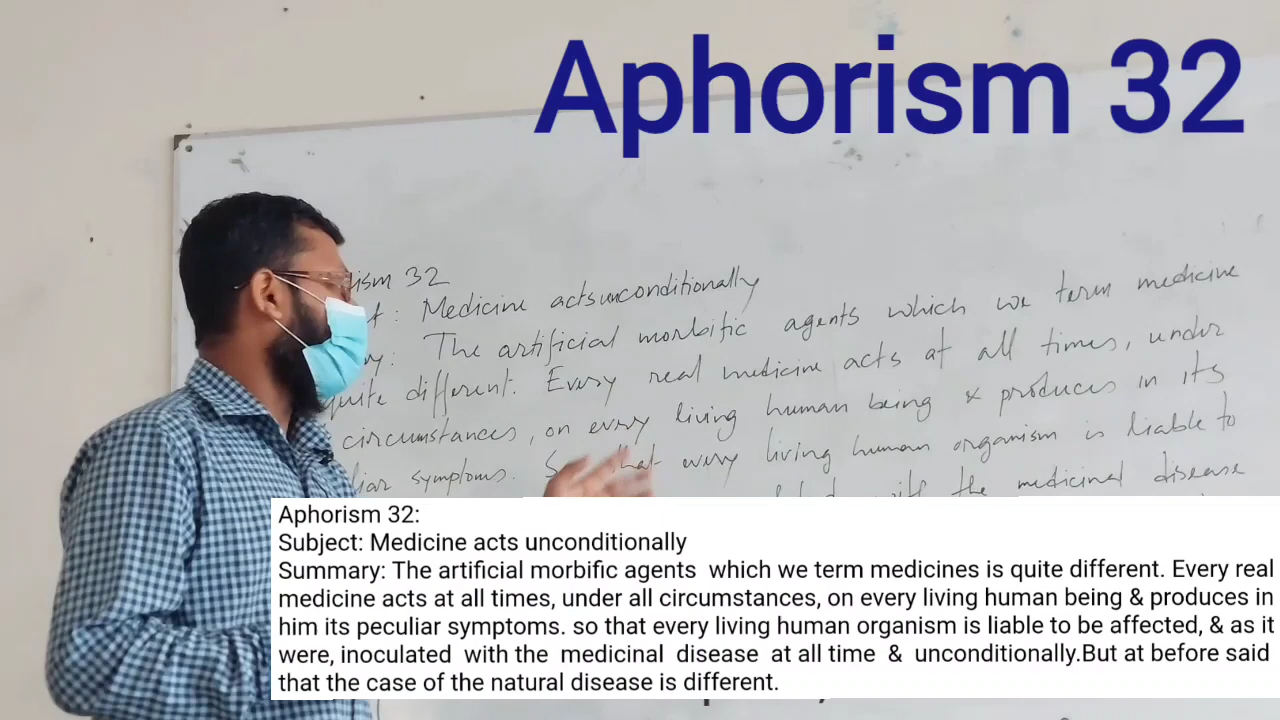 Aphorism 32
ism 32
t: Medicine acts unconditionally
y: The artificial morbific agents which we term medicine
quite different. Every real medicine acts at all times, under
circumstances, on every living human being & produces in its
liar symptoms. that every living human organism is liable to
with the medicinal disease
Aphorism 32:
Subject: Medicine acts unconditionally
Summary: The artificial morbific agents which we term medicines is quite different. Every real
medicine acts at all times, under all circumstances, on every living human being & produces in
him its peculiar symptoms. so that every living human organism is liable to be affected, & as it
were, inoculated with the medicinal disease at all time & unconditionally.But at before said
that the case of the natural disease is different.